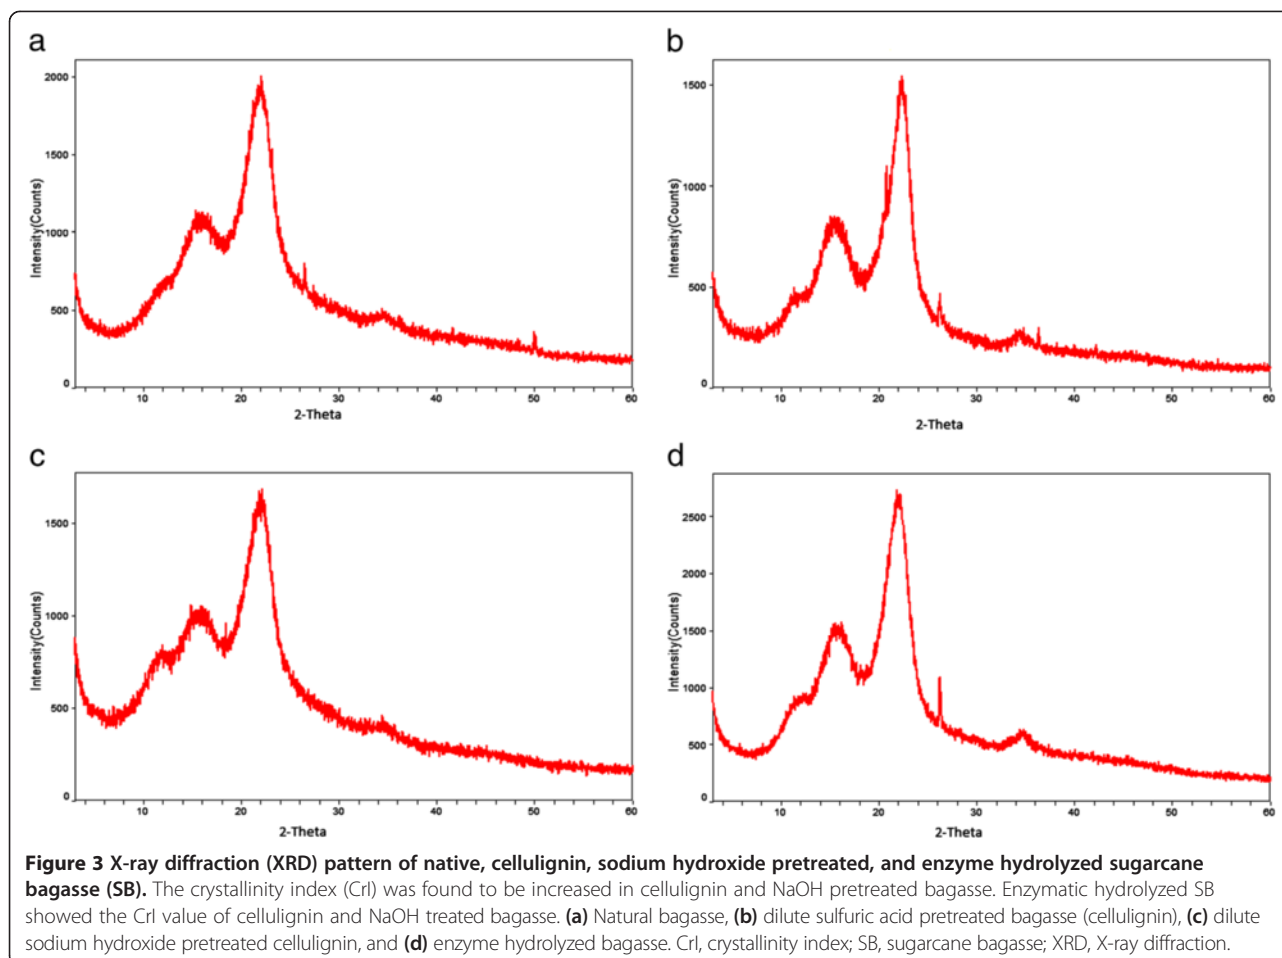 a
b
2000
1500
1000
500
0
Intensity(Counts)
10
20
30
40
50
60
2-Theta
1500
1000
500
0
Intensity(Counts)
10
20
30
40
50
60
2-Theta
c
d
1500
1000
500
0
Intensity(Counts)
10
20
30
40
50
60
2-Theta
2500
2000
1500
1000
500
0
Intensity(Counts)
10
20
30
40
50
60
2-Theta
Figure 3 X-ray diffraction (XRD) pattern of native, cellulignin, sodium hydroxide pretreated, and enzyme hydrolyzed sugarcane
bagasse (SB). The crystallinity index (CrI) was found to be increased in cellulignin and NaOH pretreated bagasse. Enzymatic hydrolyzed SB
showed the CrI value of cellulignin and NaOH treated bagasse. (a) Natural bagasse, (b) dilute sulfuric acid pretreated bagasse (cellulignin), (c) dilute
sodium hydroxide pretreated cellulignin, and (d) enzyme hydrolyzed bagasse. CrI, crystallinity index; SB, sugarcane bagasse; XRD, X-ray diffraction.